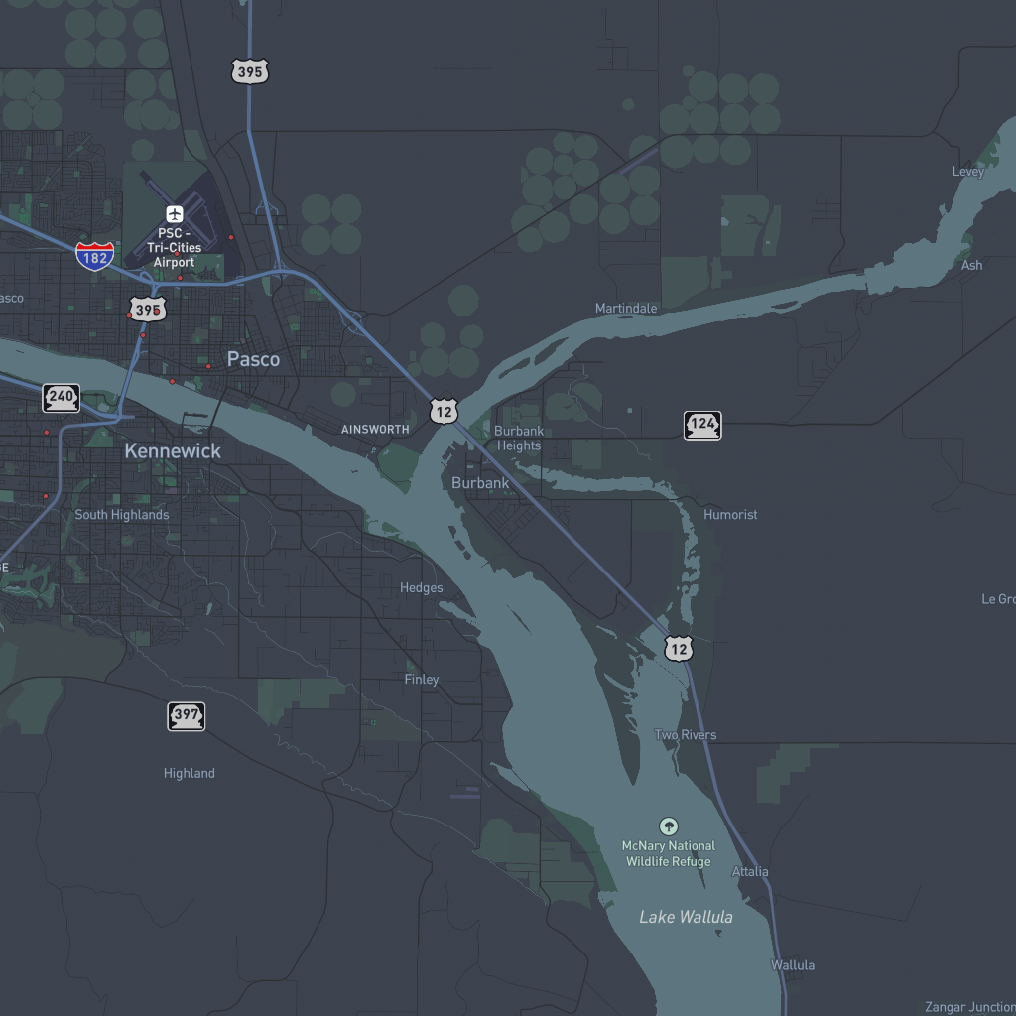 395
Levey
182
PSC -
Tri-Cities
Airport
Ash
asco
395
Martindale
Pasco
240
12
124
AINSWORTH
Burbank
Heights
Kennewick
Burbank
South Highlands
Humorist
GE
Hedges
Le Gro
12
Finley
397
Two Rivers
Highland
McNary National
Wildlife Refuge
Attalia
Lake Wallula
Wallula
Zangar Junction